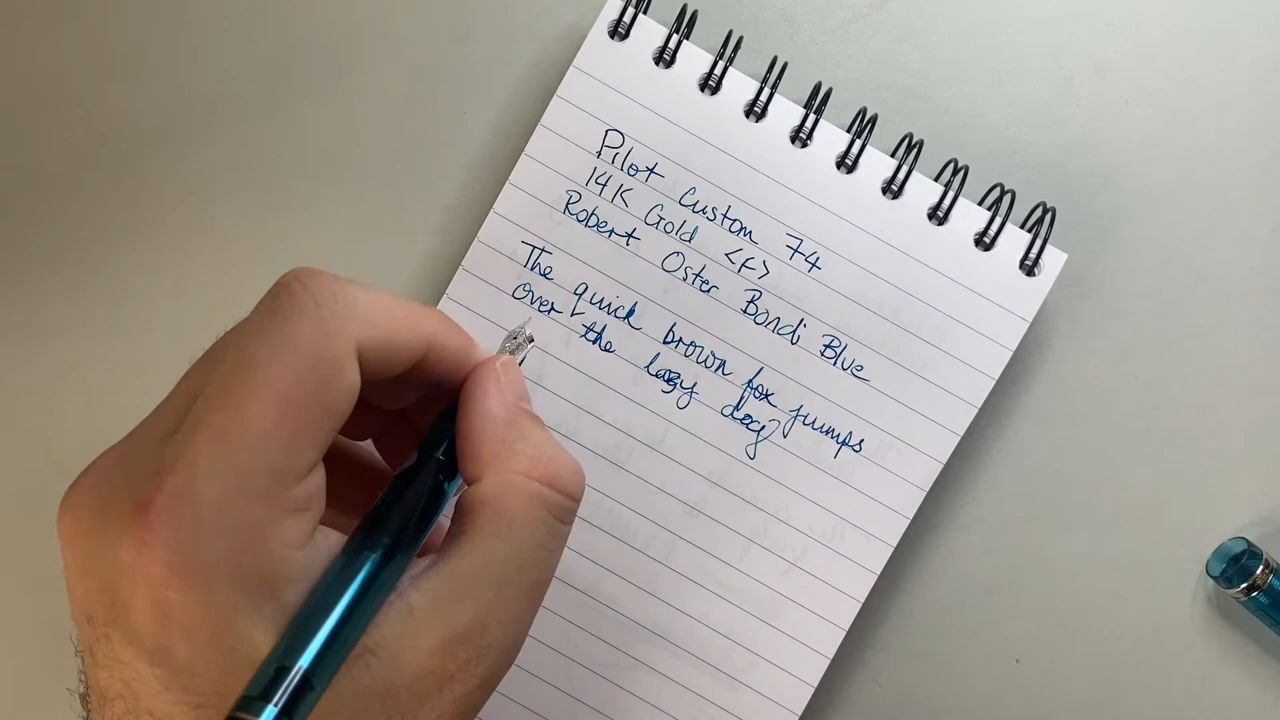 Pilot Custom 74
14K Gold <F>
Robert Oster Bondi Blue
The quick brown fox jumps
over the lazy dog